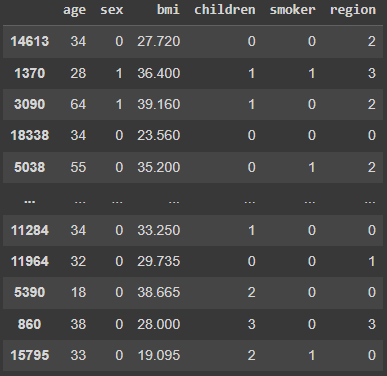 age sex bmi children smoker region
14613 34 0 27.720 0 0 2
1370 28 1 36.400 1 1 3
3090 64 1 39.160 1 0 2
18338 34 0 23.560 0 0 0
5038 55 0 35.200 0 1 2
... ... ... ... ... ... ...
11284 34 0 33.250 1 0 0
11964 32 0 29.735 0 0 1
5390 18 0 38.665 2 0 0
860 38 0 28.000 3 0 3
15795 33 0 19.095 2 1 0